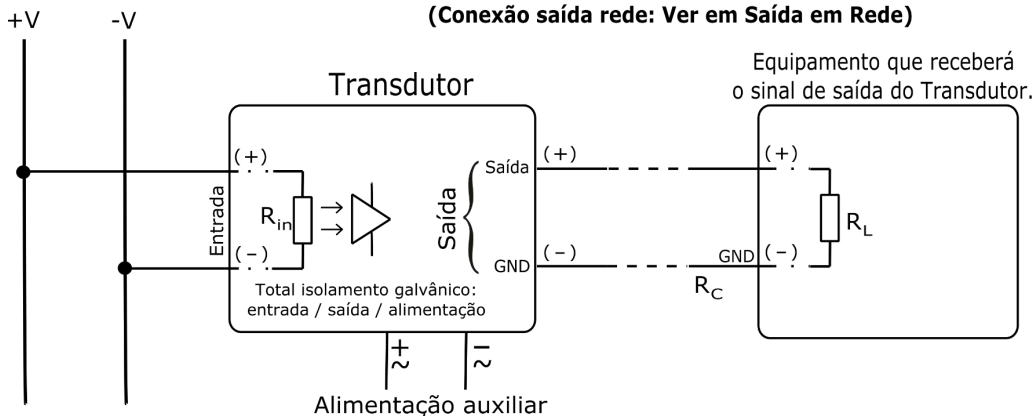 (Conexão saída rede: Ver em Saída em Rede)
+V
-V
Equipamento que receberá
o sinal de saída do Transdutor.
Transdutor
(+)
Saída
(+)
(+)
Entrada
Rin
Saída
RL
(-)
GND
(-)
GND
(-)
RC
Total isolamento galvânico:
entrada / saída / alimentação
+
~
−
~
Alimentação auxiliar